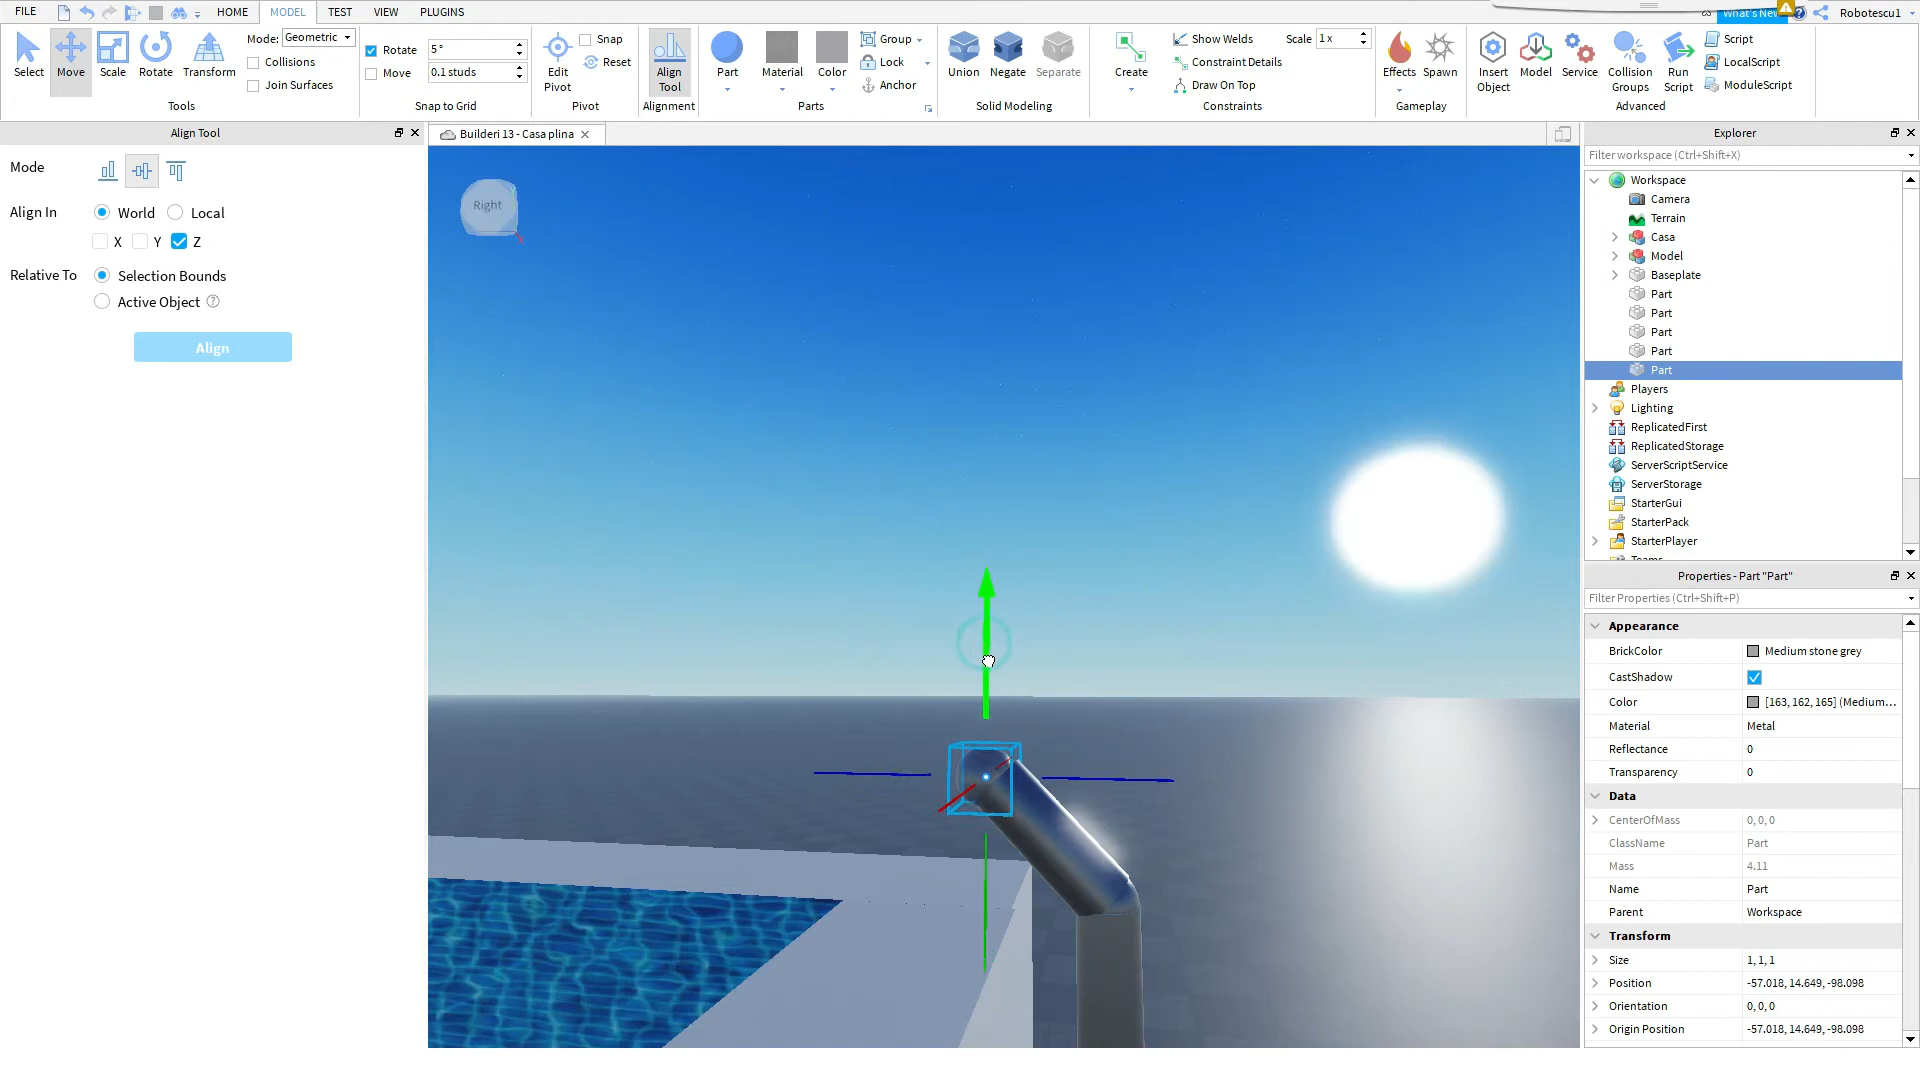 FILE HOME MODEL TEST VIEW PLUGINS What's New Robotescu1
Select Move Scale Rotate Transform
Mode: Geometric
Collisions
Join Surfaces
Tools
Rotate 5°
Move 0.1 studs
Snap to Grid
Edit Pivot
Snap
Reset
Pivot
Align Tool
Alignment
Part Material Color
Group
Lock
Anchor
Parts
Union Negate Separate
Solid Modeling
Create
Show Welds
Scale 1 x
Constraint Details
Draw On Top
Constraints
Effects Spawn
Gameplay
Insert Object
Model
Service
Collision Groups
Run Script
Script
LocalScript
ModuleScript
Advanced
Align Tool
Mode
Align In World Local
X Y Z
Relative To Selection Bounds
Active Object ?
Align
Builderi 13 - Casa plina
Right
X
Explorer
Filter workspace (Ctrl+Shift+X)
Workspace
Camera
Terrain
Casa
Model
Baseplate
Part
Part
Part
Part
Part
Players
Lighting
ReplicatedFirst
ReplicatedStorage
ServerScriptService
ServerStorage
StarterGui
StarterPack
StarterPlayer
Teams
Properties - Part "Part"
Filter Properties (Ctrl+Shift+P)
Appearance
BrickColor Medium stone grey
CastShadow
Color [163, 162, 165] (Medium...
Material Metal
Reflectance 0
Transparency 0
Data
CenterOfMass 0, 0, 0
ClassName Part
Mass 4.11
Name Part
Parent Workspace
Transform
Size 1, 1, 1
Position -57.018, 14.649, -98.098
Orientation 0, 0, 0
Origin Position -57.018, 14.649, -98.098